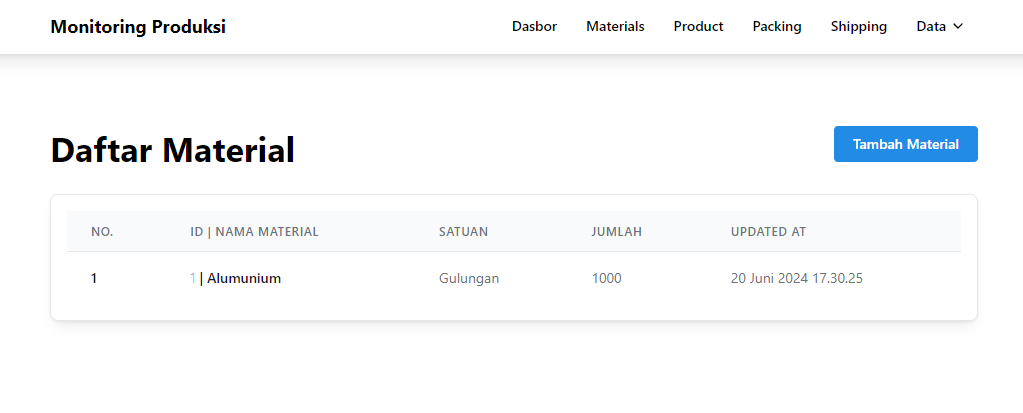 Monitoring Produksi Dasbor Materials Product Packing Shipping Data
Daftar Material Tambah Material
NO. ID | NAMA MATERIAL SATUAN JUMLAH UPDATED AT
1 1 | Alumunium Gulungan 1000 20 Juni 2024 17.30.25